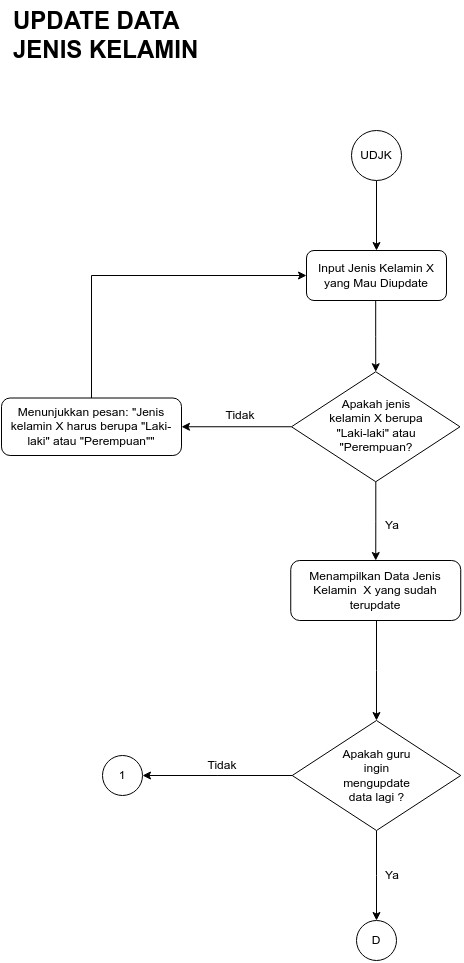 UPDATE DATA
JENIS KELAMIN
UDJK
Input Jenis Kelamin X
yang Mau Diupdate
Apakah jenis
kelamin X berupa
"Laki-laki" atau
"Perempuan?
Tidak
Menunjukkan pesan: "Jenis
kelamin X harus berupa "Laki-
laki" atau "Perempuan""
Ya
Menampilkan Data Jenis
Kelamin  X yang sudah
terupdate
Apakah guru
ingin
mengupdate
data lagi ?
Tidak
1
Ya
D